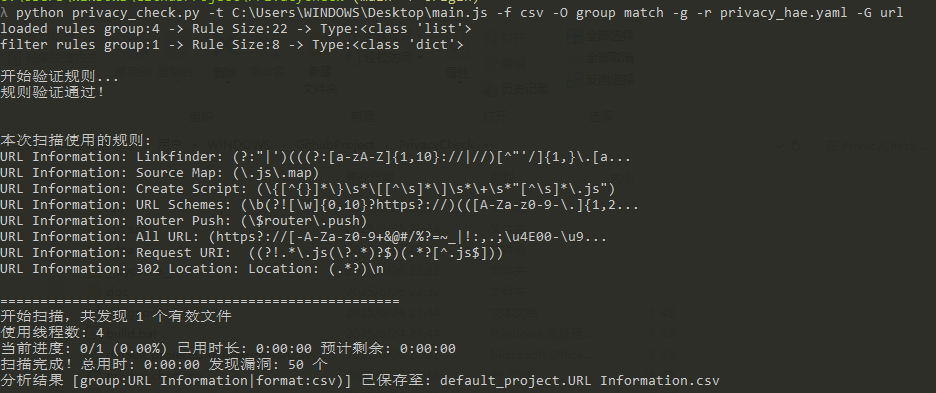 λ python privacy_check.py -t C:\Users\WINDOWS\Desktop\main.js -f csv -O group match -g -r privacy_hae.yaml -G url
loaded rules group:4 -> Rule Size:22 -> Type:<class 'list'>
filter rules group:1 -> Rule Size:8 -> Type:<class 'dict'>
开始验证规则...
规则验证通过!
本次扫描使用的规则:
URL Information: Linkfinder: (?:"|')(((?:[a-zA-Z]{1,10}://|//)[^"'/]{1,}\.[a...
URL Information: Source Map: (\.js\.map)
URL Information: Create Script: (\{[^{}]*\}\s*\[[^\s]*\]\s*\+\s*"[^\s]*\.js")
URL Information: URL Schemes: (\b(?![\w]{0,10}?https?://)(([A-Za-z0-9-\.]{1,2...
URL Information: Router Push: (\$router\.push)
URL Information: All URL: (https?://[-A-Za-z0-9+&@#/%?=~_|!:,.;\u4E00-\u9...
URL Information: Request URI:  ((?!.*\.js(\?.*)?$)(.*?[^.js$]))
URL Information: 302 Location: Location: (.*?)\n
==================================================
开始扫描，共发现 1 个有效文件
使用线程数: 4
当前进度: 0/1 (0.00%) 已用时长: 0:00:00 预计剩余: 0:00:00
扫描完成! 总用时: 0:00:00 发现漏洞: 50 个
分析结果 [group:URL Information|format:csv)] 已保存至: default_project.URL Information.csv